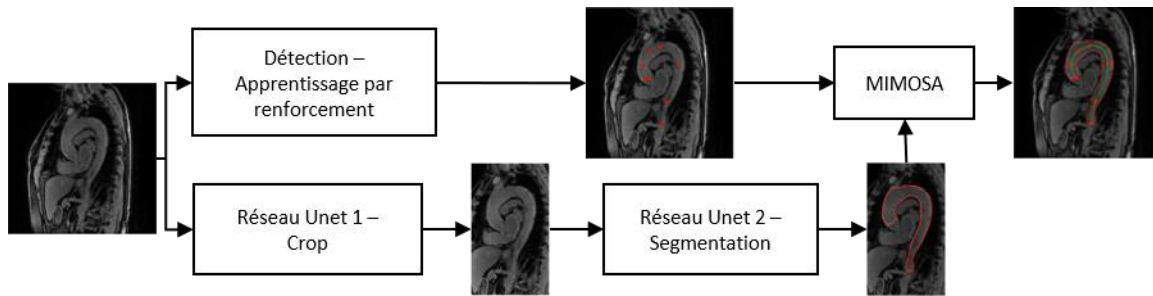 Détection –
Apprentissage par
renforcement
MIMOSA
Réseau Unet 1 –
Crop
Réseau Unet 2 –
Segmentation